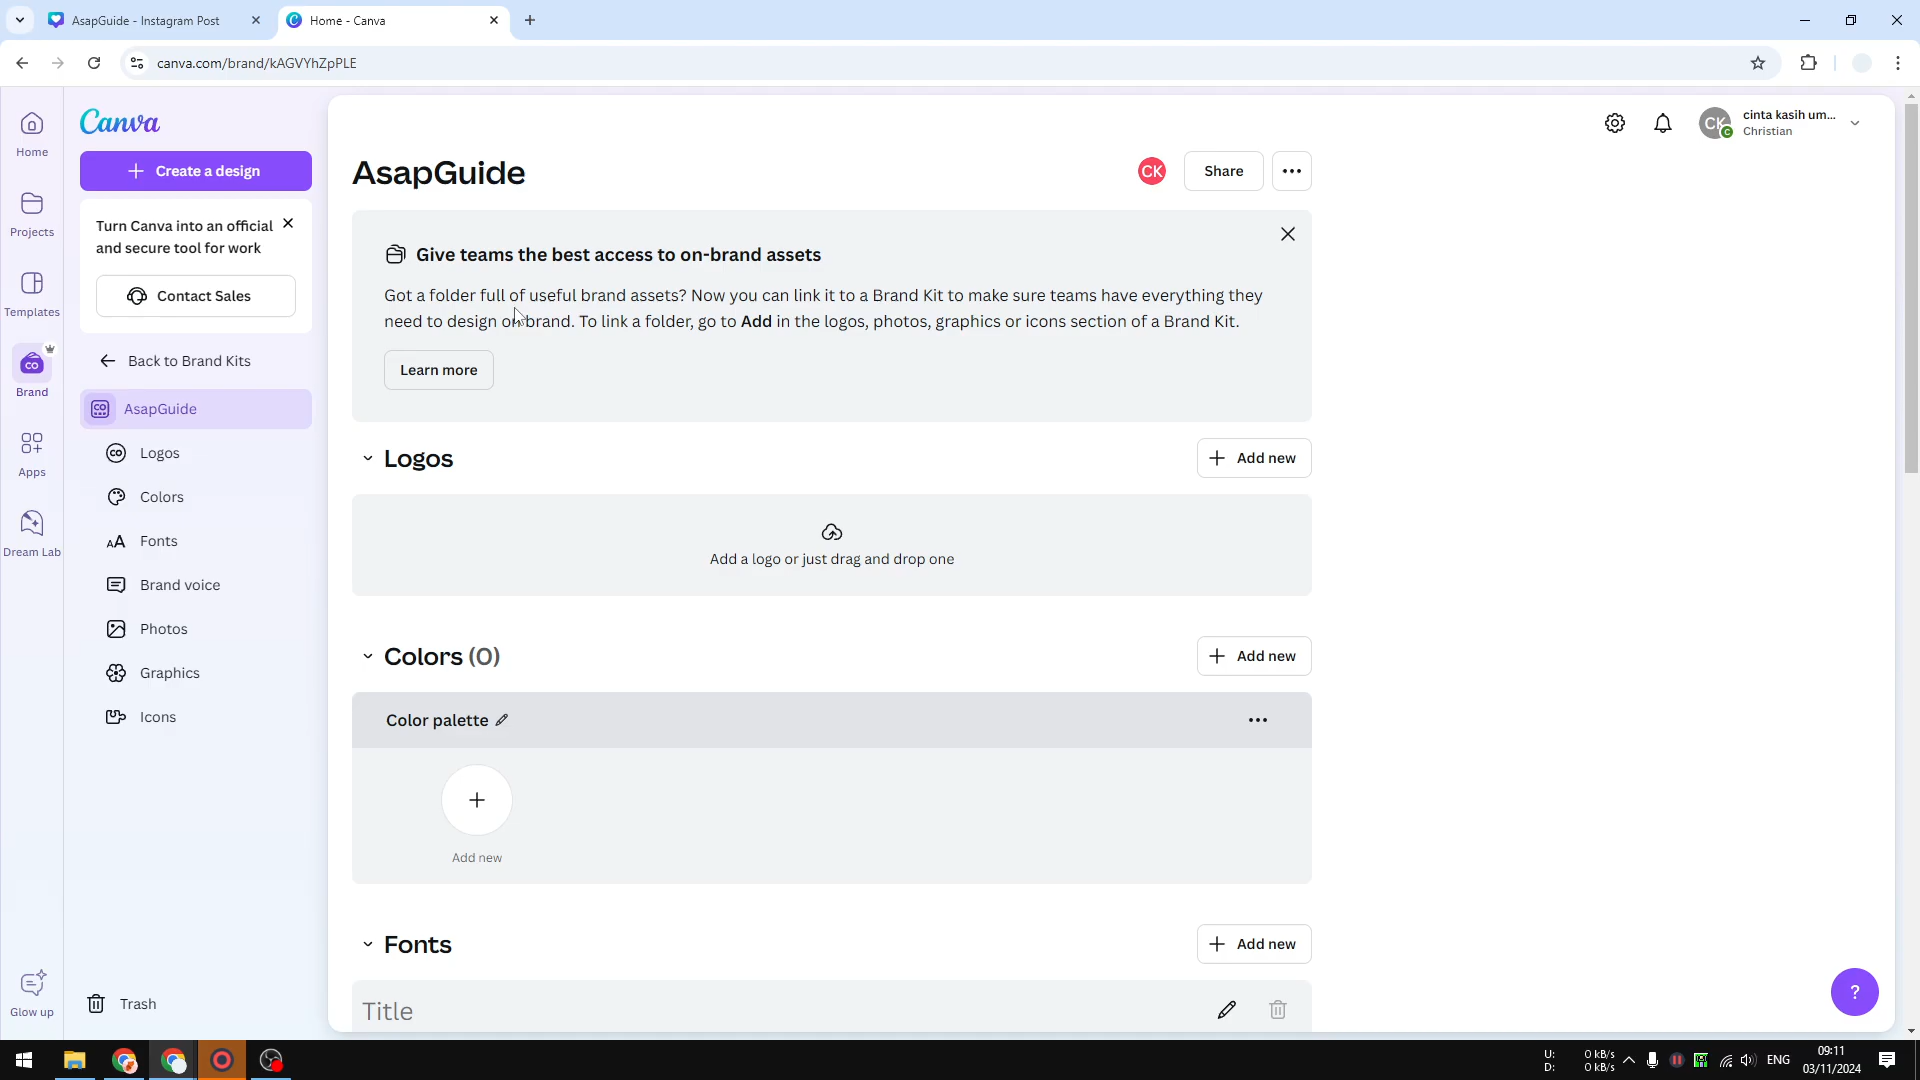 AsapGuide - Instagram Post
Home - Canva
canva.com/brand/kAGVYhZpPLE
Home
Projects
Templates
CO
Brand
Apps
Dream Lab
Glow up
Canva
Create a design
Turn Canva into an official
and secure tool for work
Contact Sales
Back to Brand Kits
AsapGuide
Logos
Colors
Fonts
Brand voice
Photos
Graphics
Icons
Trash
CK
cinta kasih um...
Christian
AsapGuide
CK
Share
Give teams the best access to on-brand assets
Got a folder full of useful brand assets? Now you can link it to a Brand Kit to make sure teams have everything they
need to design on-brand. To link a folder, go to Add in the logos, photos, graphics or icons section of a Brand Kit.
Learn more
Logos
Add new
Add a logo or just drag and drop one
Colors (0)
Add new
Color palette
Add new
Fonts
Add new
Title
?
U: 0 kB/s
D: 0 kB/s
ENG
09:11
03/11/2024